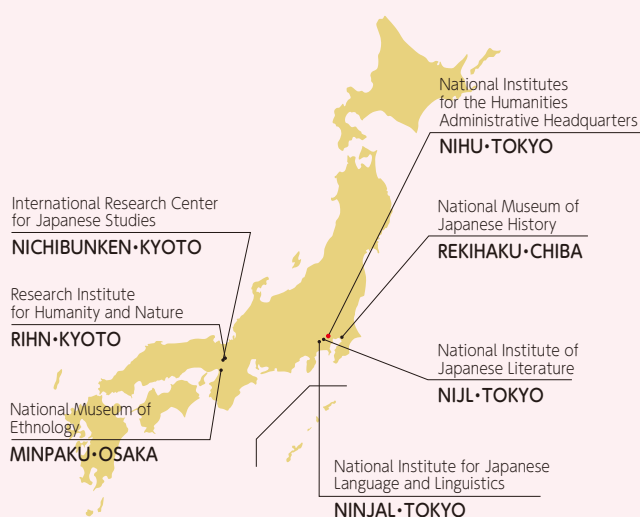 National Institutes
for the Humanities
Administrative Headquarters
NIHU・TOKYO
International Research Center
for Japanese Studies
NICHIBUNKEN・KYOTO
National Museum of
Japanese History
REKIHAKU・CHIBA
Research Institute
for Humanity and Nature
RIHN・KYOTO
National Institute of
Japanese Literature
NIJL・TOKYO
National Museum of
Ethnology
MINPAKU・OSAKA
National Institute for Japanese
Language and Linguistics
NINJAL・TOKYO